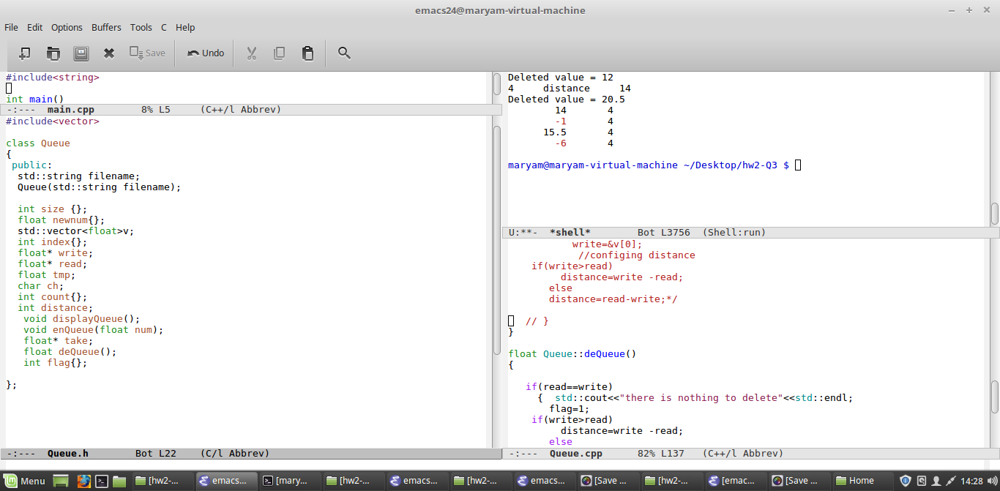 emacs24@maryam-virtual-machine
File Edit Options Buffers Tools C Help
Save Undo
#include<string>
int main()
-:--- main.cpp 8% L5 (C++/l Abbrev)
#include<vector>
class Queue
{
public:
std::string filename;
Queue(std::string filename);
int size {};
float newnum{};
std::vector<float>v;
int index{};
float* write;
float* read;
float tmp;
char ch;
int count{};
int distance;
void displayQueue();
void enQueue(float num);
float* take;
float deQueue();
int flag{};
};
-:--- Queue.h Bot L22 (C/l Abbrev)
Deleted value = 12
4 distance 14
Deleted value = 20.5
14 4
-1 4
15.5 4
-6 4
maryam@maryam-virtual-machine ~/Desktop/hw2-Q3 $
U:**- *shell* Bot L3756 (Shell:run)
write=&v[0];
//configing distance
if(write>read)
distance=write -read;
else
distance=read-write;*/
// }
}
float Queue::deQueue()
{
if(read==write)
{ std::cout<<"there is nothing to delete"<<std::endl;
flag=1;
if(write>read)
distance=write -read;
else
-:--- Queue.cpp 82% L137 (C++/l Abbrev)
Menu [hw2-... emacs... [mary... [hw2-... emacs... [hw2-... emacs... [Save ... [hw2-... [emac... [Save ... Home 14:28